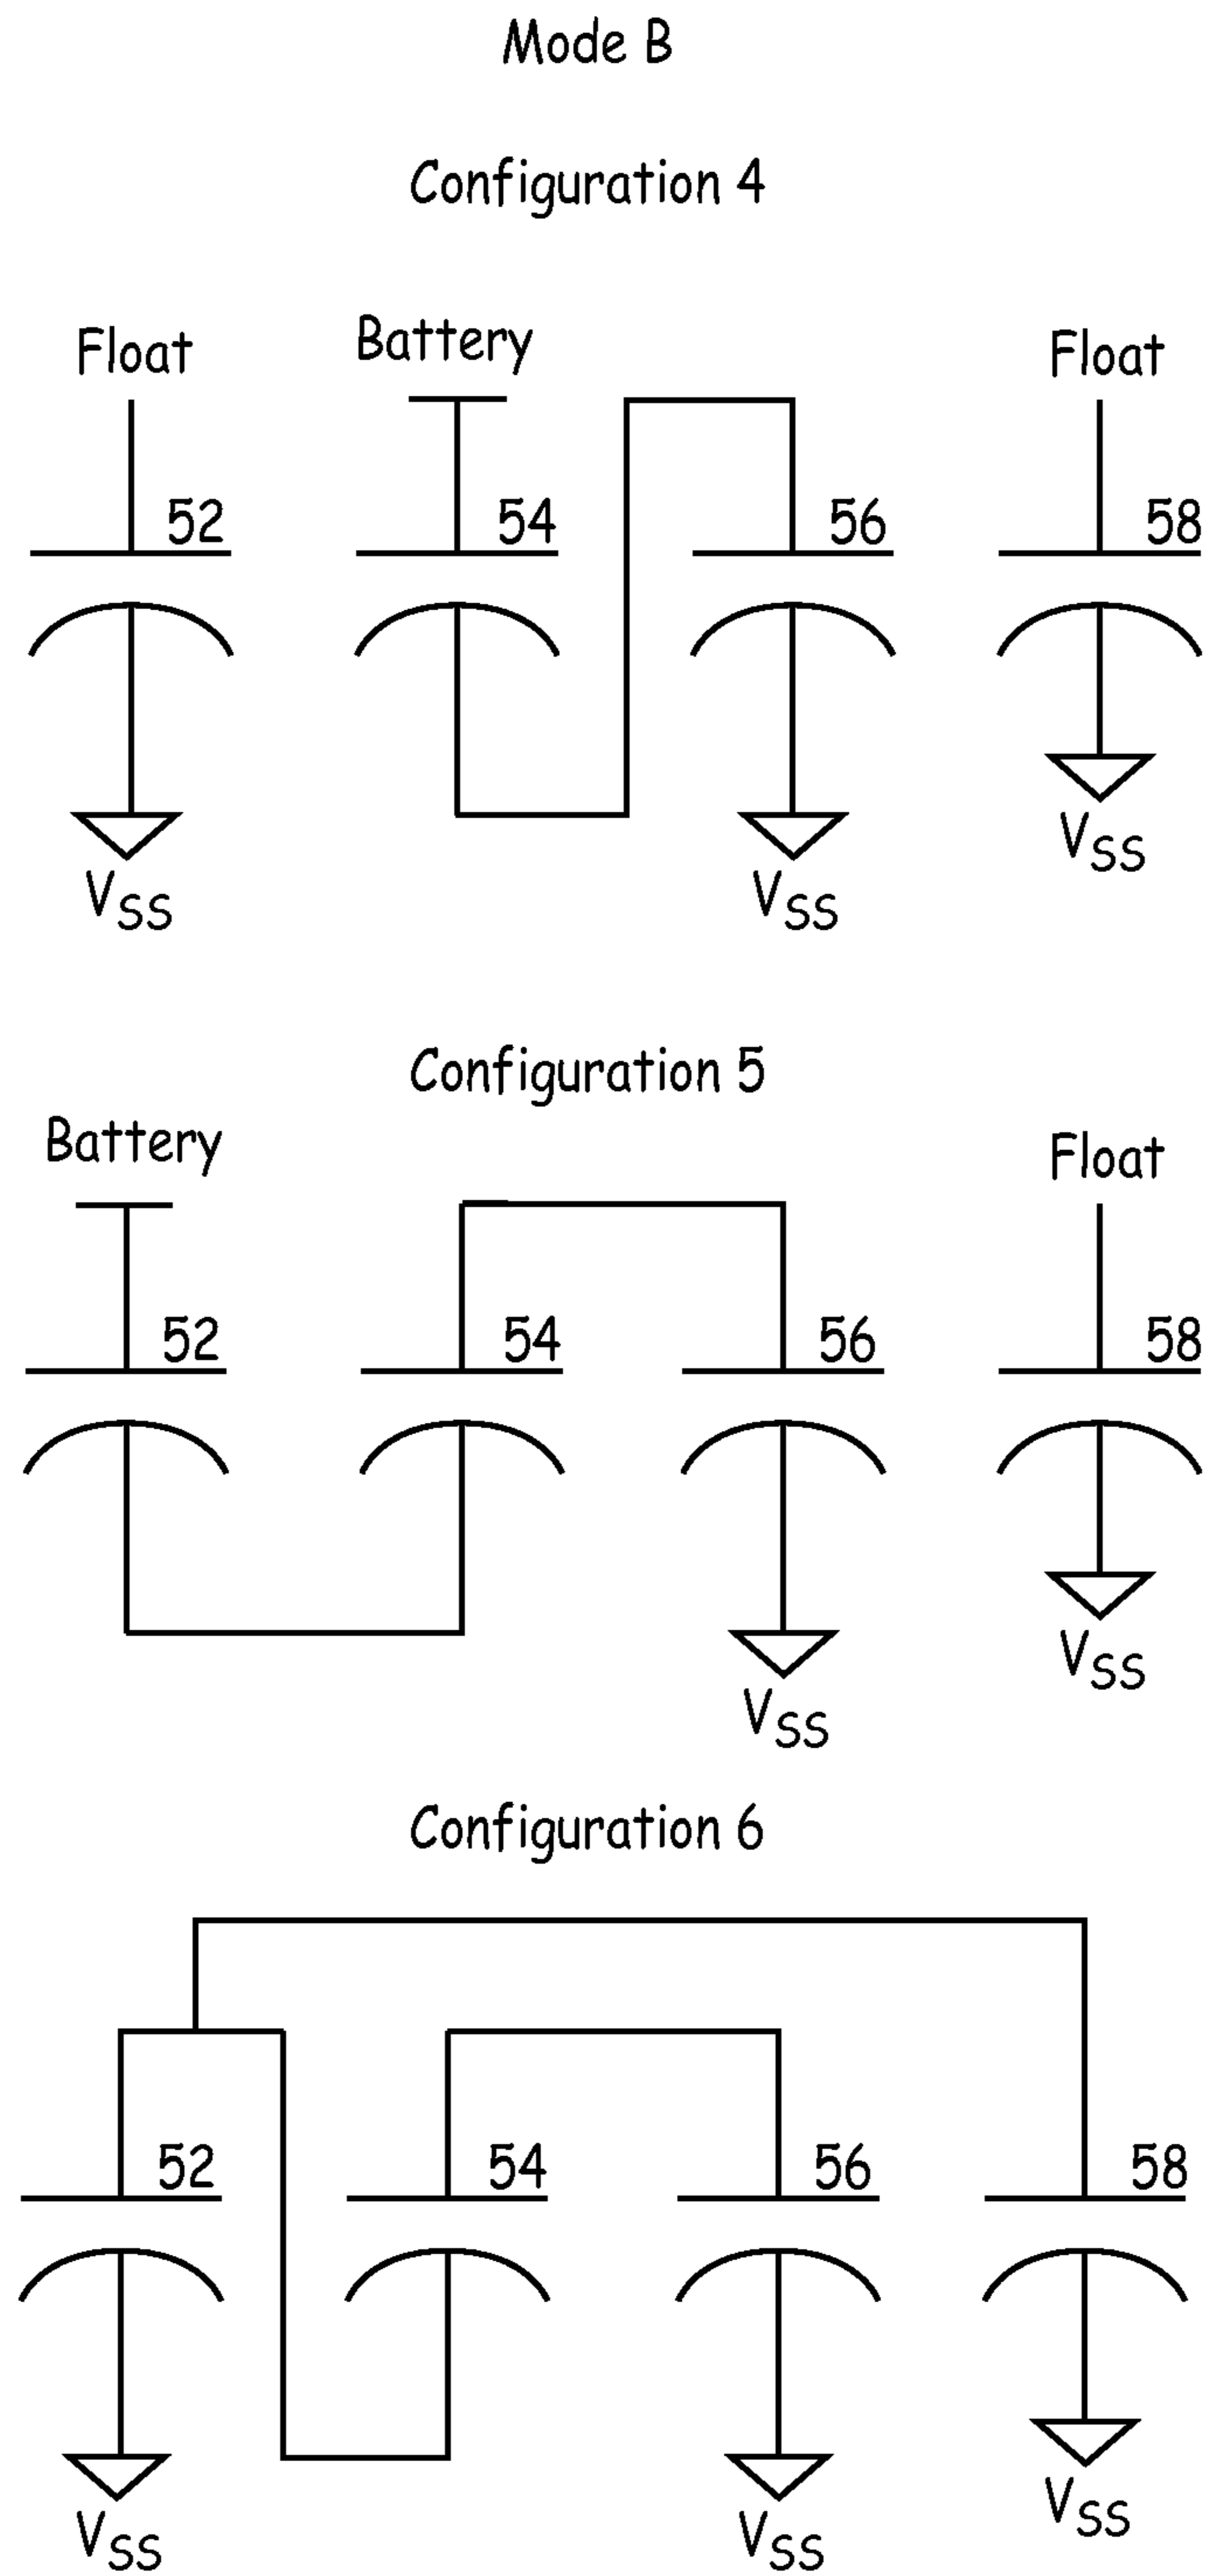 Mode B
Configuration 4
Float Battery Float
52 54 56 58
VSS
VSS VSS
Configuration 5
Battery Float
52 54 56 58
VSS
VSS
Configuration 6
52 54 56 58
VSS
VSS VSS